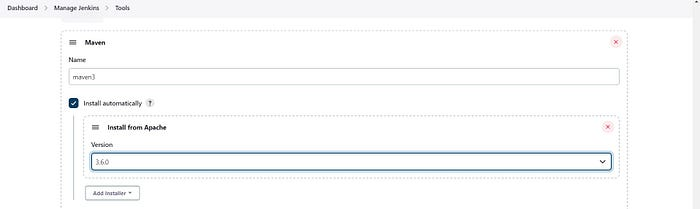 Dashboard > Manage Jenkins > Tools
Maven
Name
maven3
Install automatically ?
Install from Apache
Version
3.6.0
Add Installer